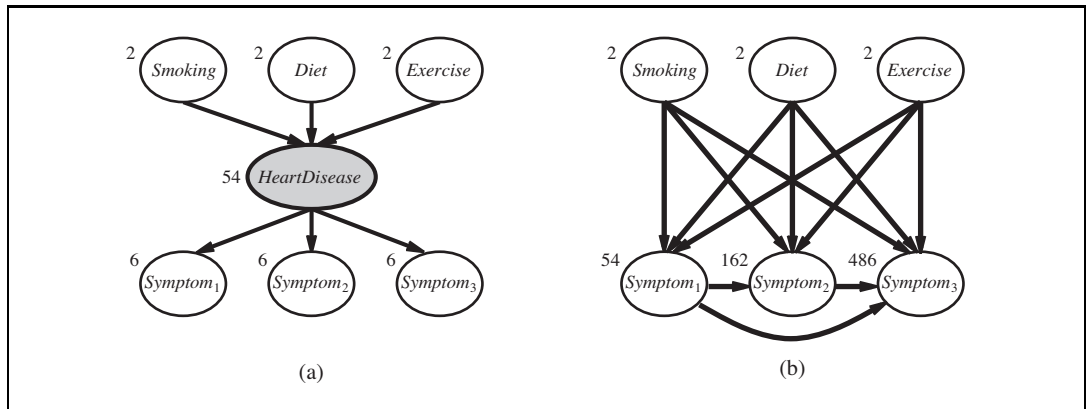 2 Smoking 2 Diet 2 Exercise
54 HeartDisease
6 Symptom₁ 6 Symptom₂ 6 Symptom₃
(a)
2 Smoking 2 Diet 2 Exercise
54 Symptom₁ 162 Symptom₂ 486 Symptom₃
(b)